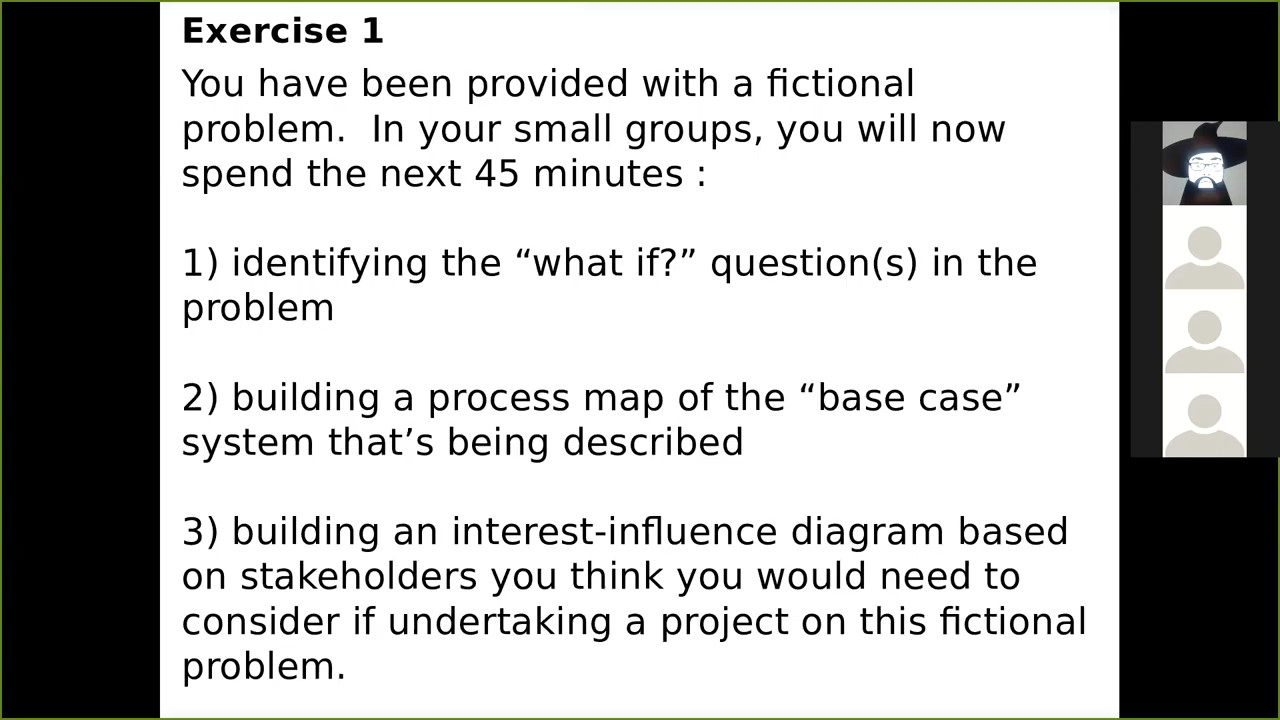 Exercise 1
You have been provided with a fictional
problem.  In your small groups, you will now
spend the next 45 minutes :
1) identifying the “what if?” question(s) in the
problem
2) building a process map of the “base case”
system that’s being described
3) building an interest-influence diagram based
on stakeholders you think you would need to
consider if undertaking a project on this fictional
problem.